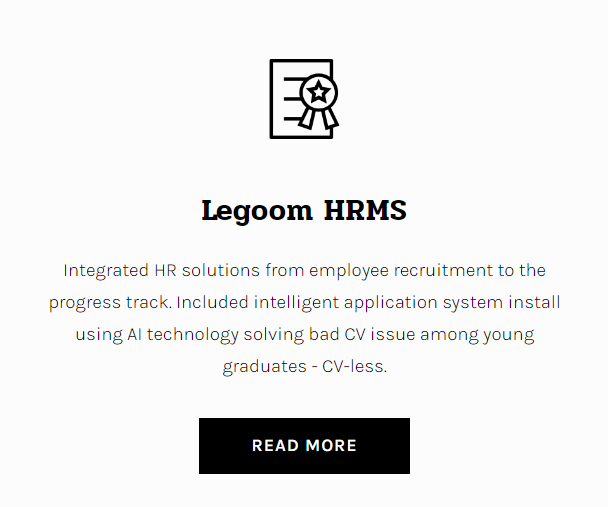 Legoom HRMS
Integrated HR solutions from employee recruitment to the
progress track. Included intelligent application system install
using AI technology solving bad CV issue among young
graduates - CV-less.
READ MORE